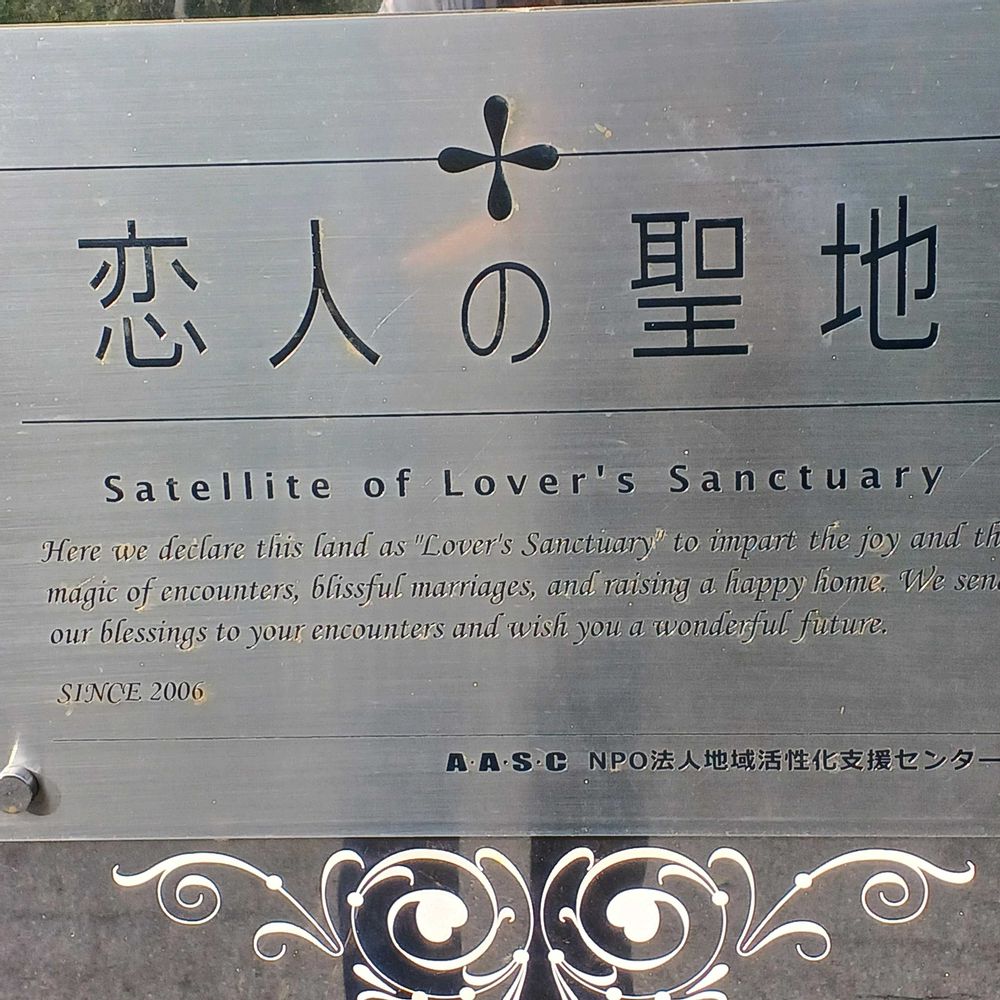 恋人の聖地
Satellite of Lover's Sanctuary
Here we declare this land as "Lover's Sanctuary" to impart the joy and th
magic of encounters, blissful marriages, and raising a happy home. We sen
our blessings to your encounters and wish you a wonderful future.
SINCE 2006
A·A·S·C NPO法人地域活性化支援センター